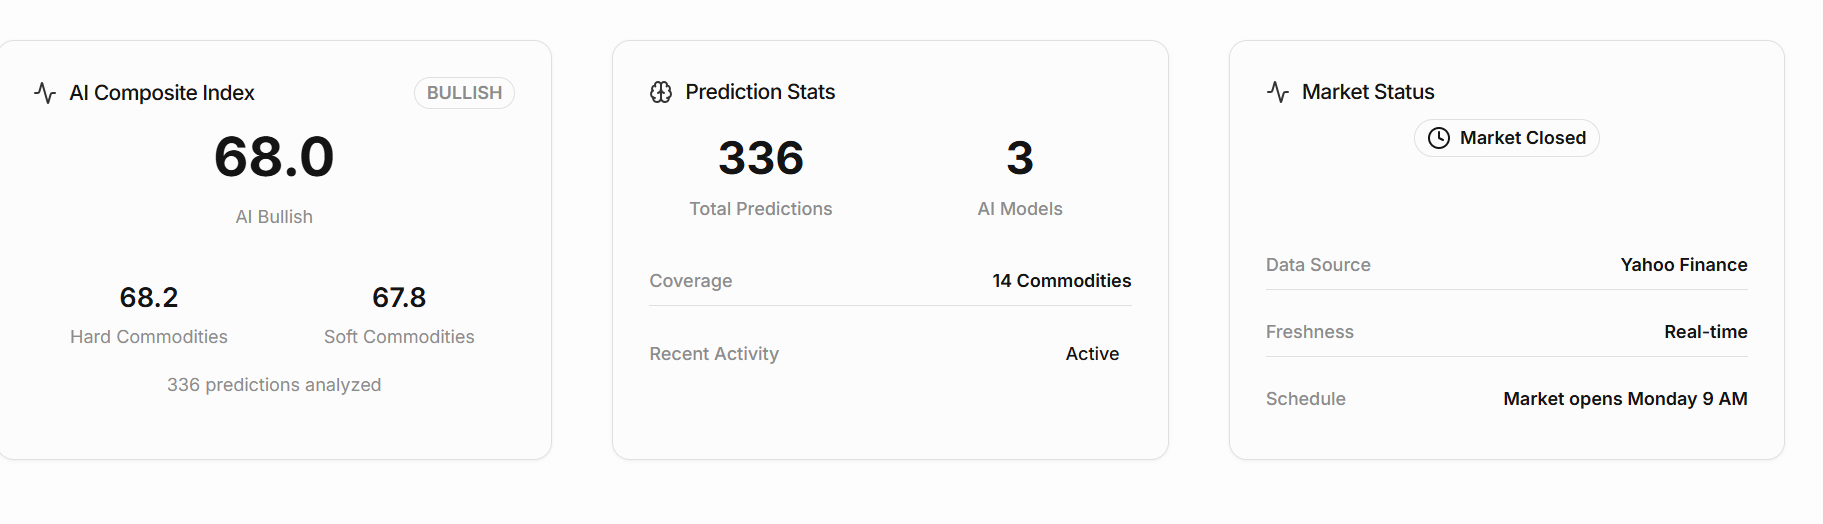 AI Composite Index
BULLISH
68.0
AI Bullish
68.2
67.8
Hard Commodities
Soft Commodities
336 predictions analyzed
Prediction Stats
336
3
Total Predictions
AI Models
Coverage
14 Commodities
Recent Activity
Active
Market Status
Market Closed
Data Source
Yahoo Finance
Freshness
Real-time
Schedule
Market opens Monday 9 AM